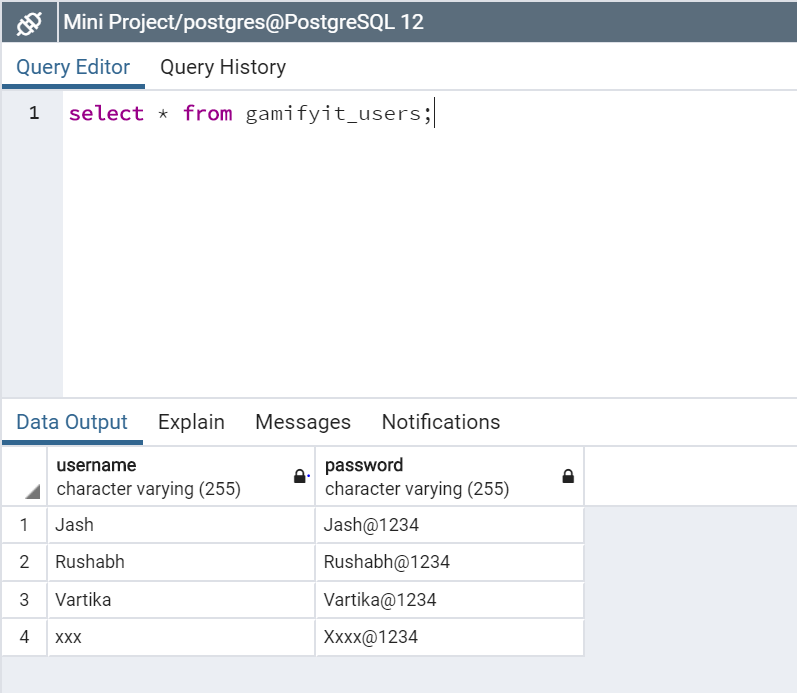 Mini Project/postgres@PostgreSQL 12
Query Editor Query History
1 select * from gamifyit_users;
Data Output Explain Messages Notifications
username password
character varying (255) character varying (255)
1 Jash Jash@1234
2 Rushabh Rushabh@1234
3 Vartika Vartika@1234
4 xxx Xxxx@1234